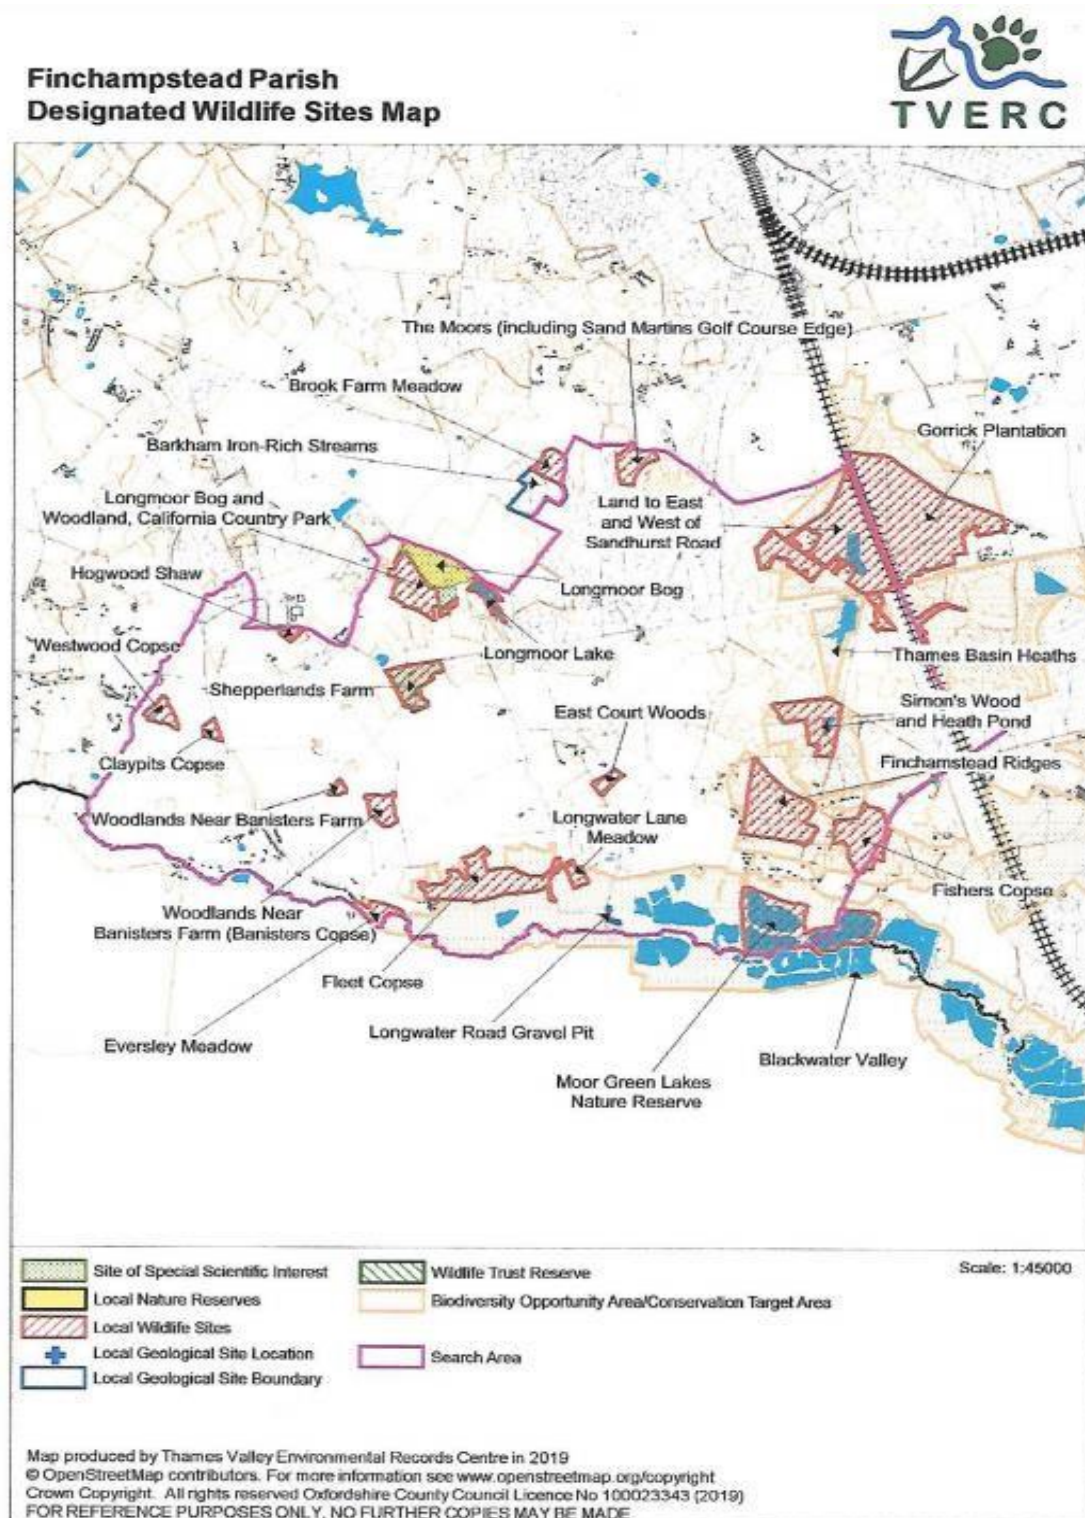 Finchampstead Parish
Designated Wildlife Sites Map
TVERC
The Moors (including Sand Martins Golf Course Edge)
Brook Farm Meadow
Gorrick Plantation
Barkham Iron-Rich Streams
Longmoor Bog and
Woodland, California Country Park
Land to East
and West of
Sandhurst Road
Hogwood Shaw
Longmoor Bog
Westwood Copse
Longmoor Lake
Thames Basin Heaths
Shepperlands Farm
Simon's Wood
and Heath Pond
East Court Woods
Claypits Copse
Finchamstead Ridges
Woodlands Near Banisters Farm
Longwater Lane
Meadow
Fishers Copse
Woodlands Near
Banisters Farm (Banisters Copse)
Fleet Copse
Longwater Road Gravel Pit
Eversley Meadow
Blackwater Valley
Moor Green Lakes
Nature Reserve
Site of Special Scientific Interest
Local Nature Reserves
Local Wildlife Sites
Local Geological Site Location
Local Geological Site Boundary
Wildlife Trust Reserve
Biodiversity Opportunity Area/Conservation Target Area
Search Area
Scale: 1:45000
Map produced by Thames Valley Environmental Records Centre in 2019
© OpenStreetMap contributors. For more information see www.openstreetmap.org/copyright
Crown Copyright. All rights reserved Oxfordshire County Council Licence No 100023343 (2019)
FOR REFERENCE PURPOSES ONLY. NO FURTHER COPIES MAY BE MADE.